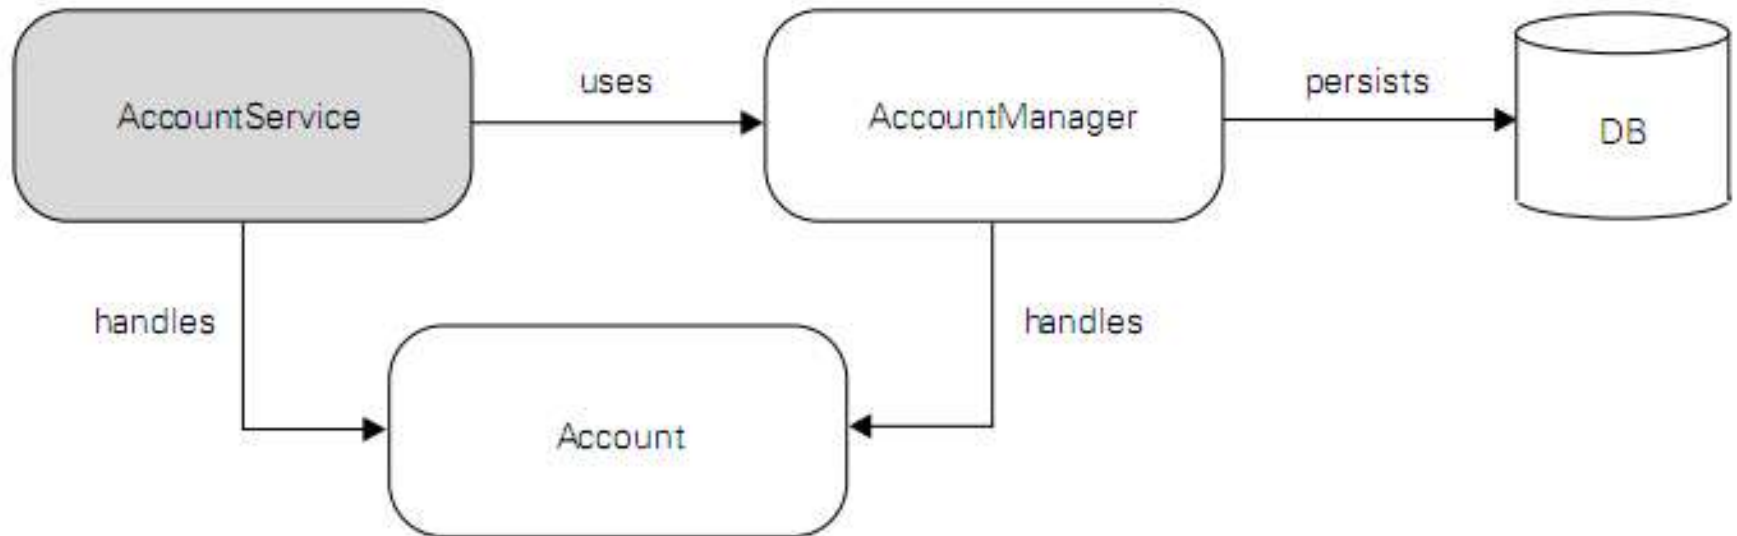 uses
persists
AccountService
AccountManager
DB
handles
handles
Account